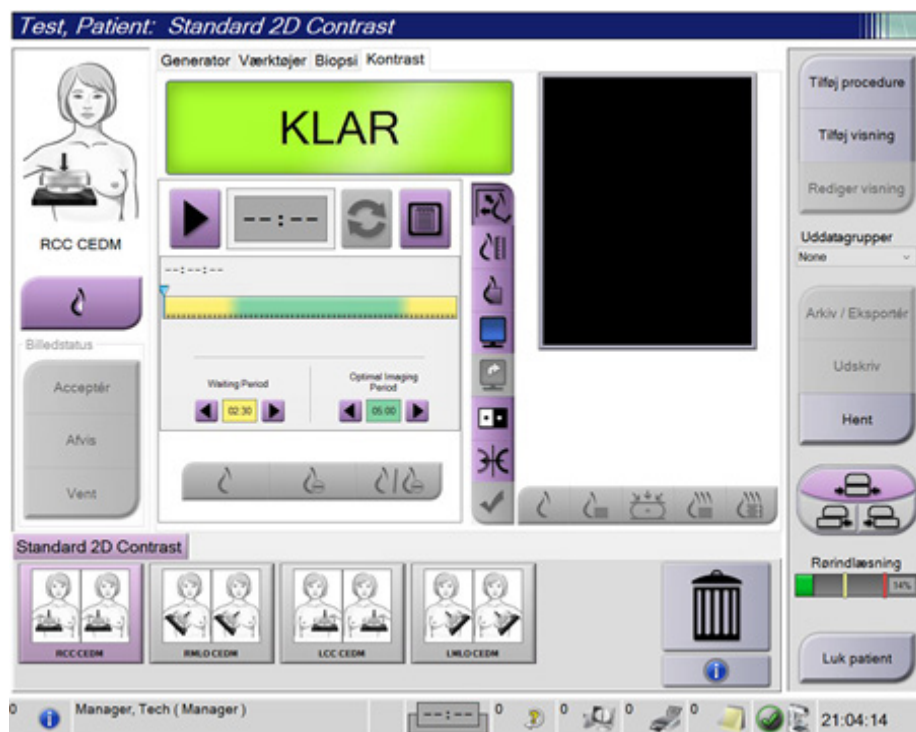 Test, Patient: Standard 2D Contrast
Generator Værktøjer Biopsi Kontrast
KLAR
--:--
RCC CEDM
--:--:--
Billedstatus
Acceptér
Afvis
Vent
Waiting Period
02:30
Optimal Imaging
Period
05:00
Tilføj procedure
Tilføj visning
Rediger visning
Uddatagrupper
None
Arkiv / Eksportér
Udskriv
Hent
Rørindlæsning
14%
Luk patient
Standard 2D Contrast
RCC CEDM
RMLO CEDM
LCC CEDM
LMLO CEDM
0
Manager, Tech ( Manager )
--:--
0
0
0
0
21:04:14